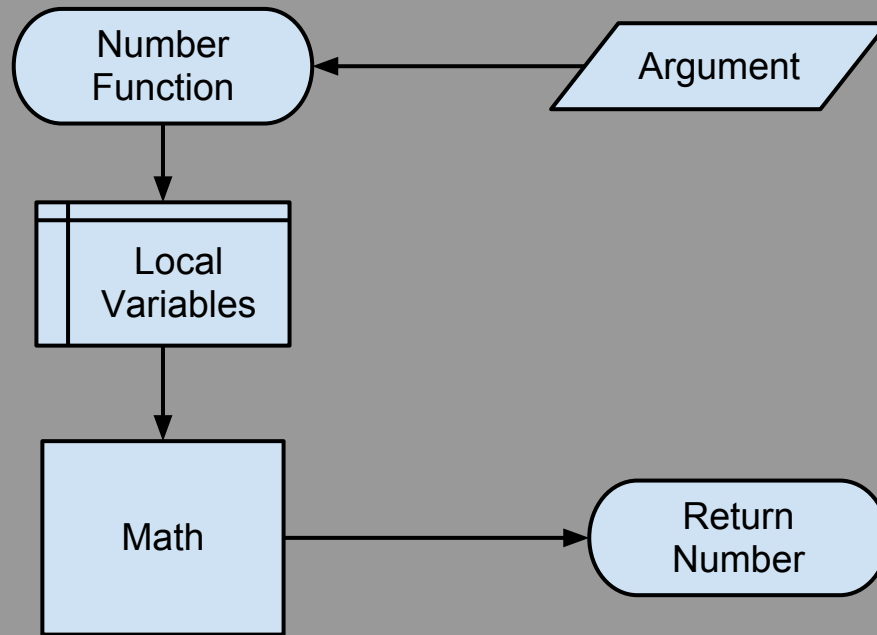 Number
Function
Argument
Local
Variables
Math
Return
Number